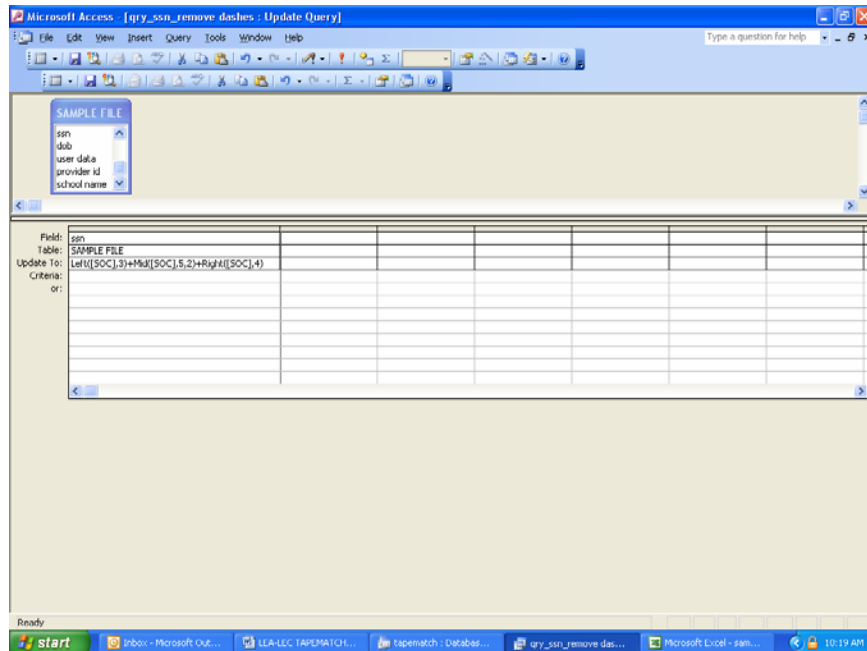 Microsoft Access - [qry_ssn_remove dashes : Update Query]
File Edit View Insert Query Tools Window Help Type a question for help
SAMPLE FILE
ssn
dob
user data
provider id
school name
Field: ssn
Table: SAMPLE FILE
Update To: Left([SOC],3)+Mid([SOC],5,2)+Right([SOC],4)
Criteria:
or:
Ready
start Inbox - Microsoft Out... LEA-LEC TAPEMATCH... tapematch : Databas... qry_ssn_remove das... Microsoft Excel - sam... 10:19 AM